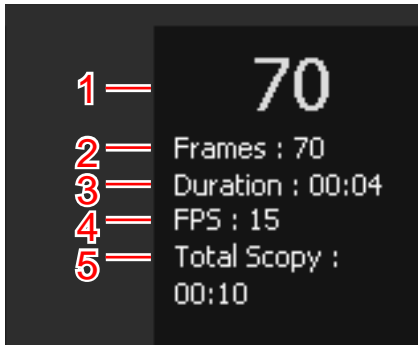 1 70
2 Frames : 70
3 Duration : 00:04
4 FPS : 15
5 Total Scopy :
00:10